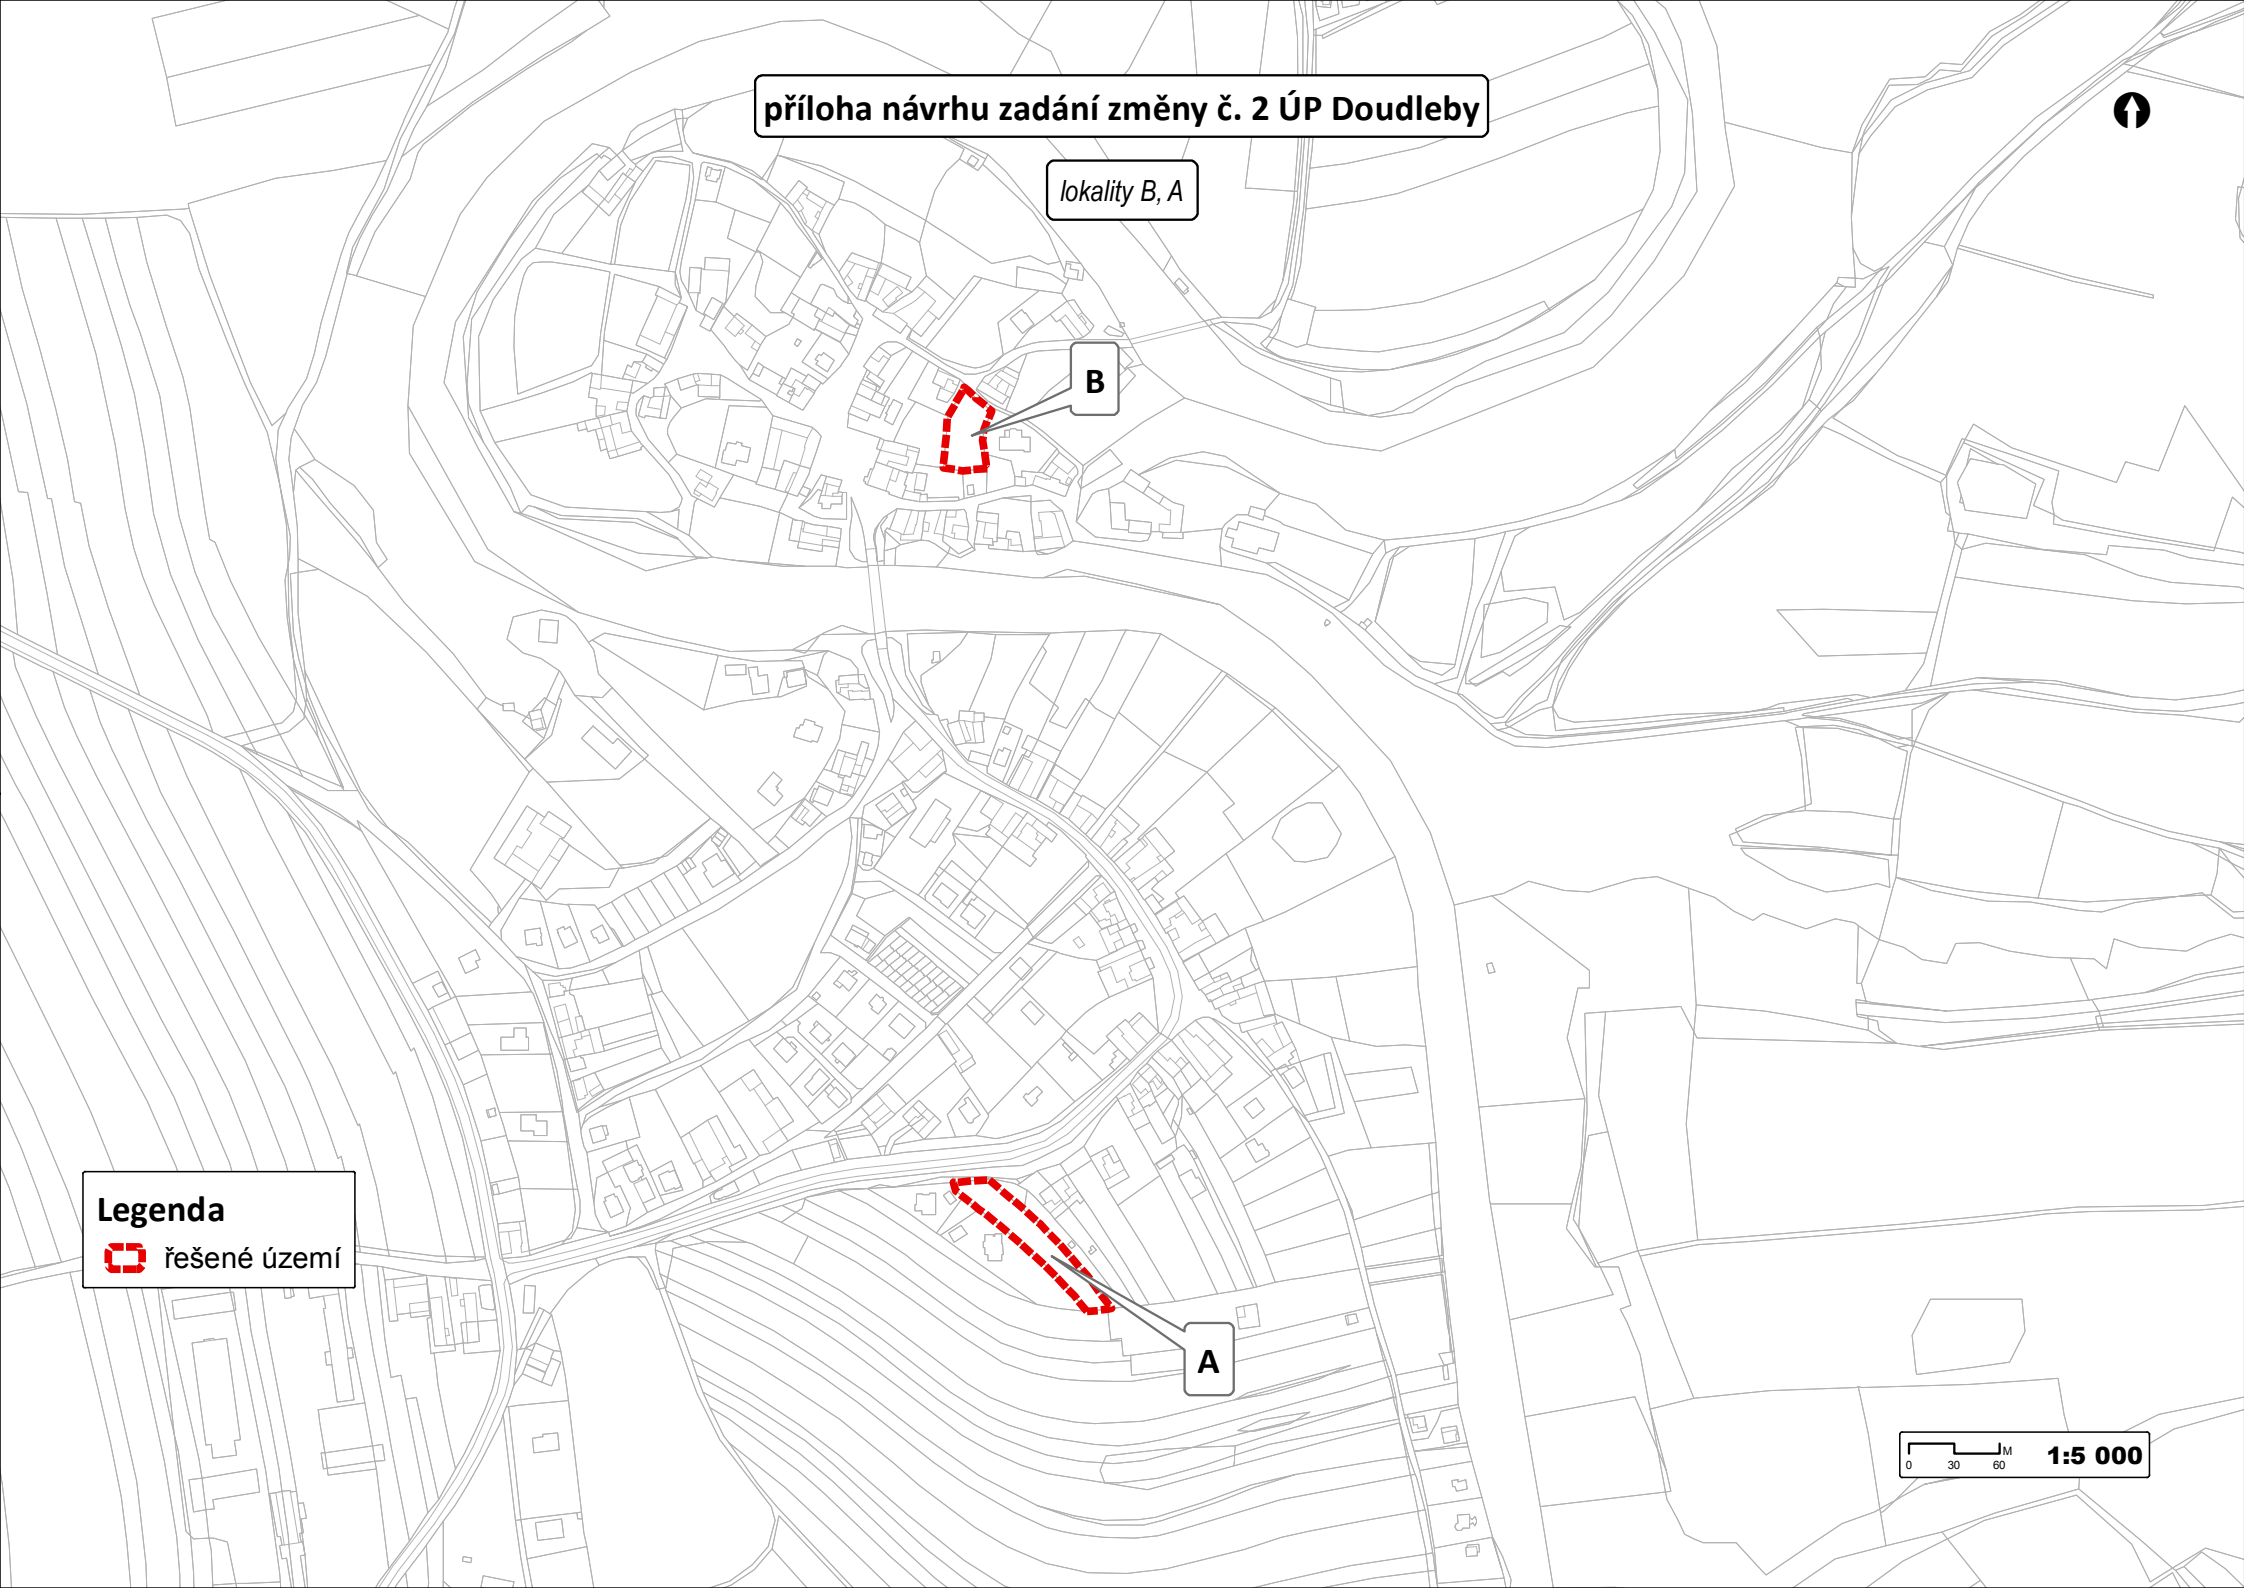 příloha návrhu zadání změny č. 2 ÚP Doudleby
lokality B, A
B
A
Legenda
řešené území
M
0 30 60
1:5 000